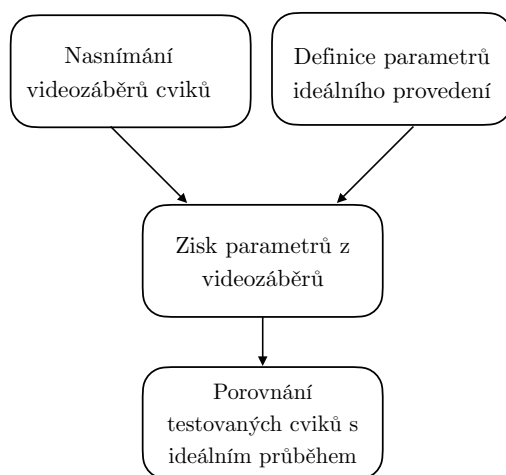 Nasnímání
videozáběrů cviků
Definice parametrů
ideálního provedení
Zisk parametrů z
videozáběrů
Porovnání
testovaných cviků s
ideálním průběhem